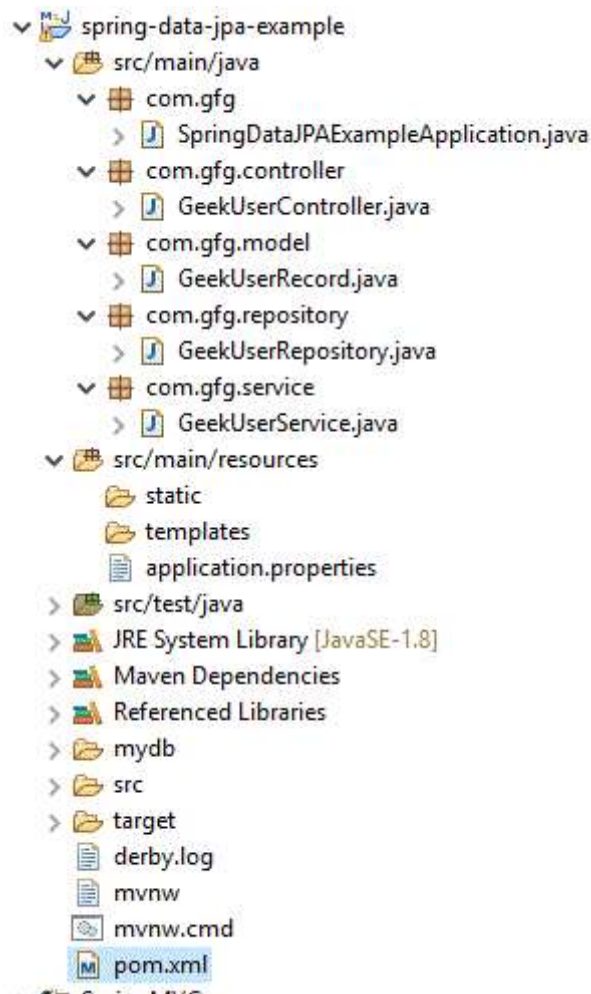 spring-data-jpa-example
src/main/java
com.gfg
SpringDataJPAExampleApplication.java
com.gfg.controller
GeekUserController.java
com.gfg.model
GeekUserRecord.java
com.gfg.repository
GeekUserRepository.java
com.gfg.service
GeekUserService.java
src/main/resources
static
templates
application.properties
src/test/java
JRE System Library [JavaSE-1.8]
Maven Dependencies
Referenced Libraries
mydb
src
target
derby.log
mvnw
mvnw.cmd
pom.xml